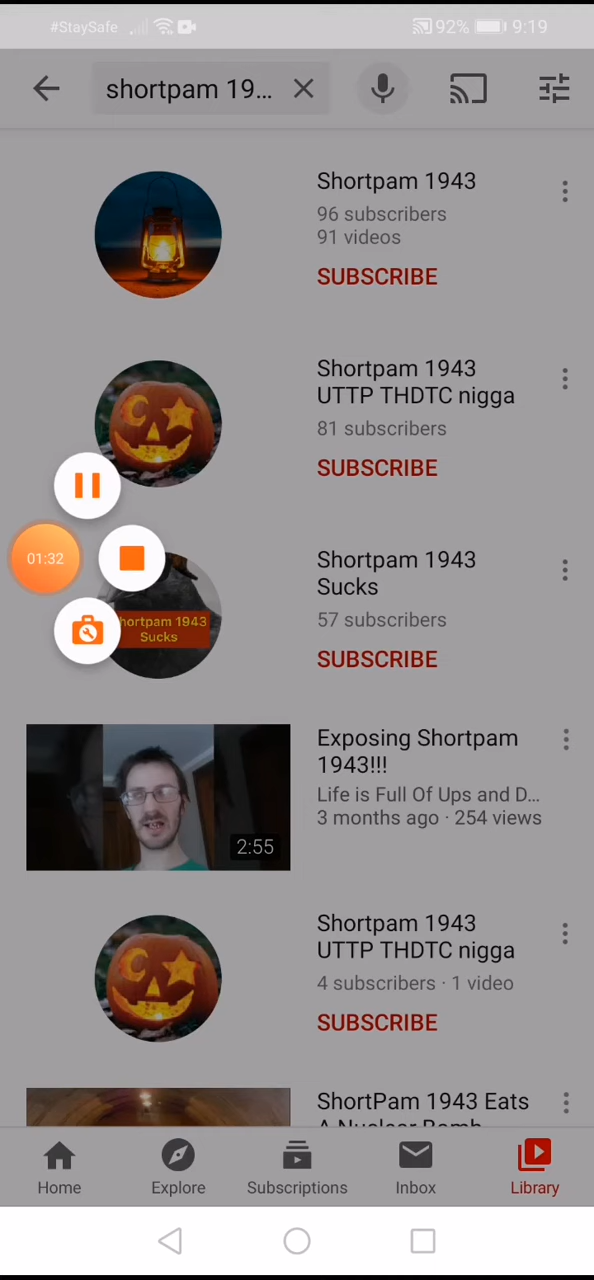 #StaySafe 92% 9:19
shortpam 19...
Shortpam 1943
96 subscribers
91 videos
SUBSCRIBE
Shortpam 1943
UTTP THDTC nigga
81 subscribers
SUBSCRIBE
01:32
Shortpam 1943
Sucks
hortpam 1943
Sucks
57 subscribers
SUBSCRIBE
Exposing Shortpam
1943!!!
Life is Full Of Ups and D...
3 months ago · 254 views
2:55
Shortpam 1943
UTTP THDTC nigga
4 subscribers · 1 video
SUBSCRIBE
ShortPam 1943 Eats
A Nuclear Bomb
Home Explore Subscriptions Inbox Library